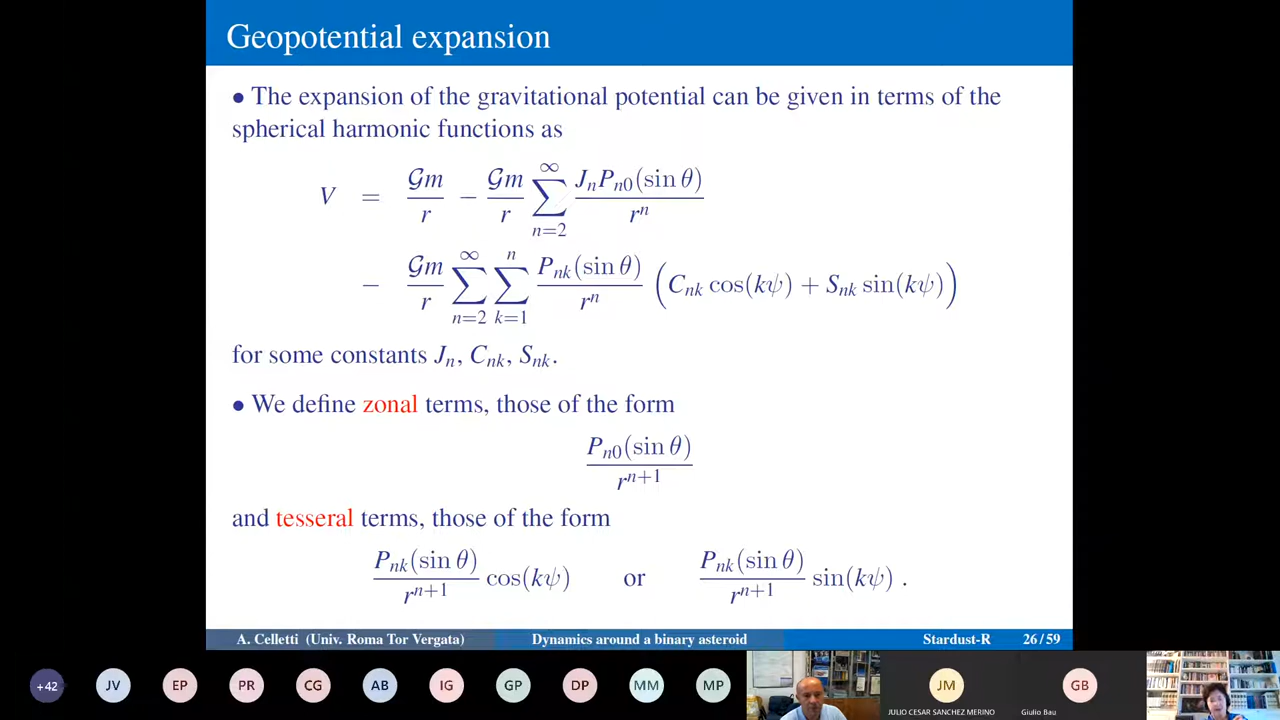 Geopotential expansion
• The expansion of the gravitational potential can be given in terms of the
spherical harmonic functions as
V = 𝒢m/r − 𝒢m/r ∑_{n=2}^{∞} J_n P_{n0}(sin θ)/r^n
− 𝒢m/r ∑_{n=2}^{∞} ∑_{k=1}^{n} P_{nk}(sin θ)/r^n (C_{nk} cos(kψ) + S_{nk} sin(kψ))
for some constants J_n, C_{nk}, S_{nk}.
• We define zonal terms, those of the form
P_{n0}(sin θ)/r^{n+1}
and tesseral terms, those of the form
P_{nk}(sin θ)/r^{n+1} cos(kψ) or P_{nk}(sin θ)/r^{n+1} sin(kψ) .
A. Celletti (Univ. Roma Tor Vergata) Dynamics around a binary asteroid Stardust-R 26 / 59
+42 JV EP PR CG AB IG GP DP MM MP JM GB
JULIO CESAR SANCHEZ MERINO Giulio Bau